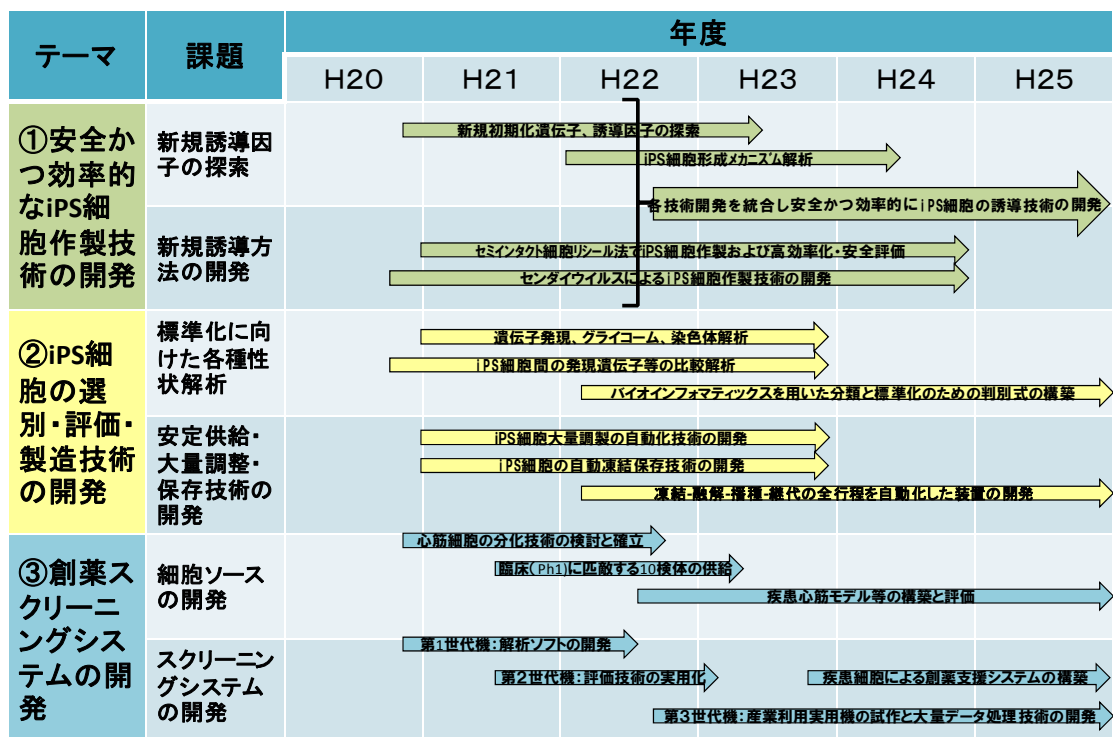 テーマ
課題
年度
H20
H21
H22
H23
H24
H25
①安全か
つ効率的
なiPS細
胞作製技
術の開発
新規誘導因
子の探索
新規初期化遺伝子、誘導因子の探索
iPS細胞形成メカニズム解析
各技術開発を統合し安全かつ効率的にiPS細胞の誘導技術の開発
新規誘導方
法の開発
セミインタクト細胞リシール法でiPS細胞作製および高効率化・安全評価
センダイウイルスによるiPS細胞作製技術の開発
②iPS細
胞の選
別・評価・
製造技術
の開発
標準化に向
けた各種性
状解析
遺伝子発現、グライコーム、染色体解析
iPS細胞間の発現遺伝子等の比較解析
バイオインフォマティックスを用いた分類と標準化のための判別式の構築
安定供給・
大量調整・
保存技術の
開発
iPS細胞大量調製の自動化技術の開発
iPS細胞の自動凍結保存技術の開発
凍結-融解-播種-継代の全行程を自動化した装置の開発
③創薬ス
クリーニ
ングシス
テムの開
発
細胞ソース
の開発
心筋細胞の分化技術の検討と確立
臨床(Ph1)に匹敵する10検体の供給
疾患心筋モデル等の構築と評価
スクリーニン
グシステム
の開発
第1世代機:解析ソフトの開発
第2世代機:評価技術の実用化
疾患細胞による創薬支援システムの構築
第3世代機:産業利用実用機の試作と大量データ処理技術の開発